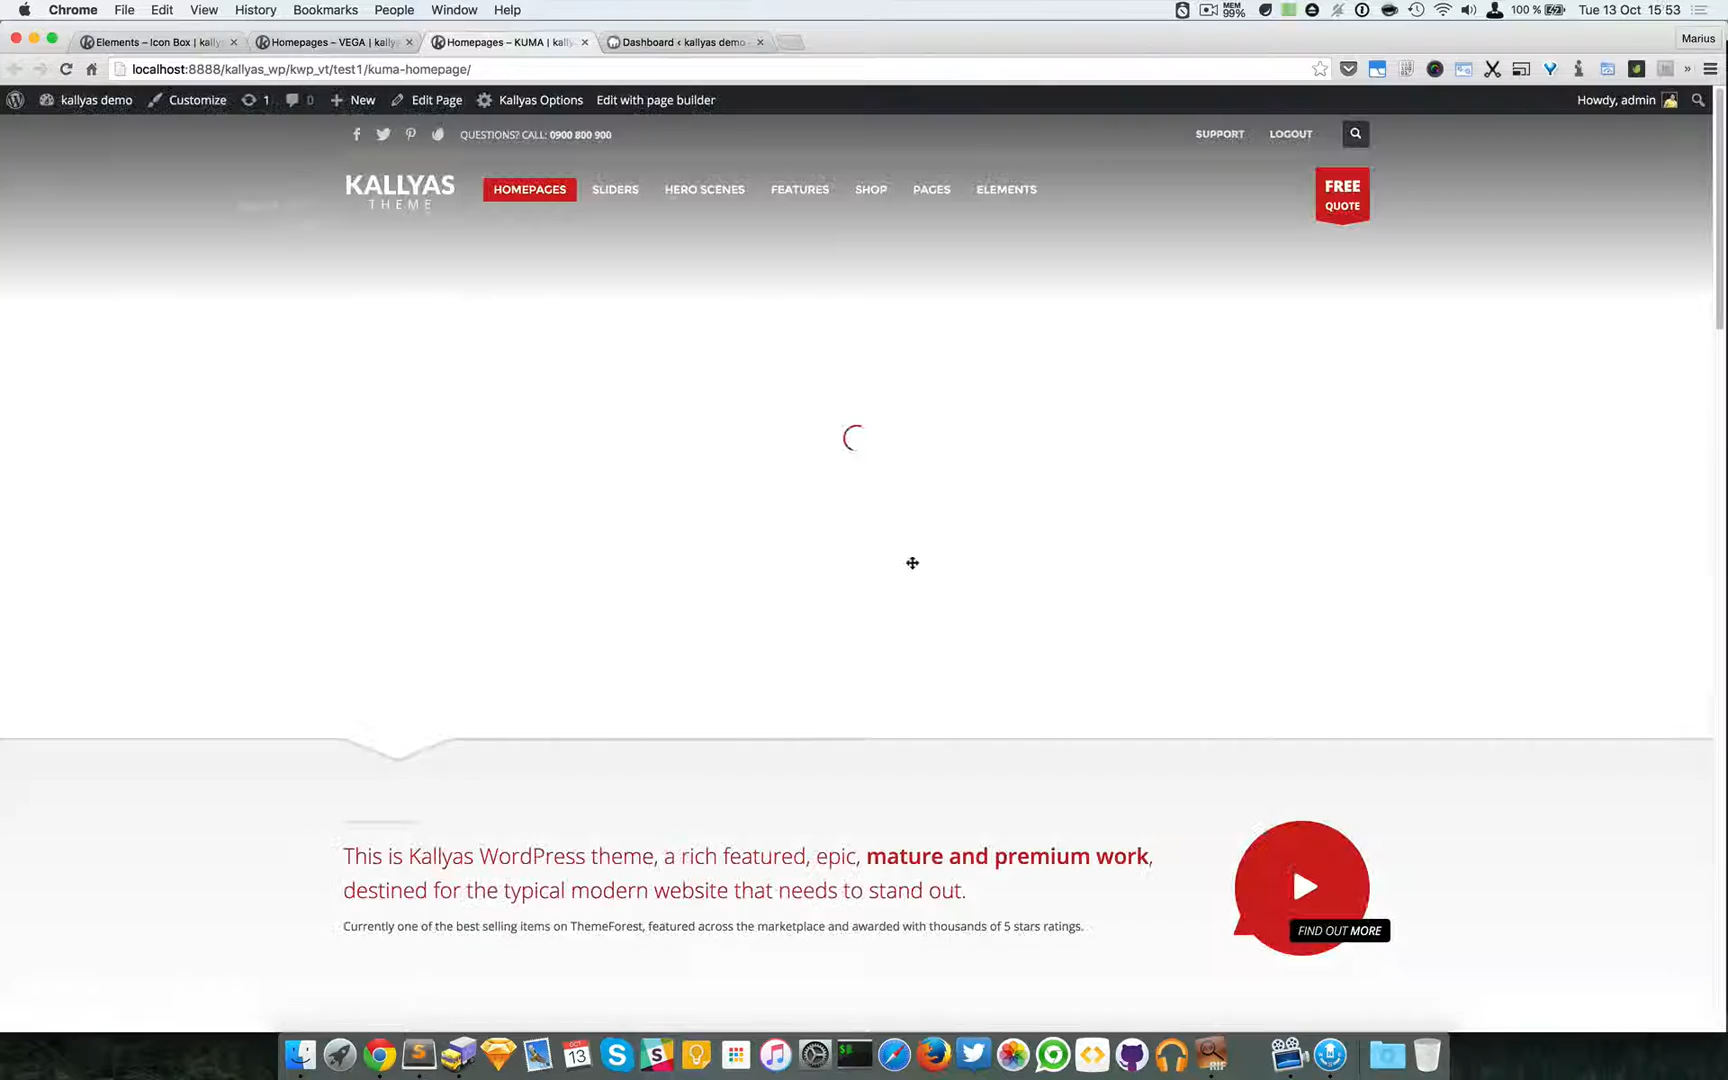 Chrome File Edit View History Bookmarks People Window Help MEM 99% 100 % Tue 13 Oct 15:53
Elements – Icon Box | kally Homepages – VEGA | kally Homepages – KUMA | kally Dashboard ‹ kallyas demo Marius
localhost:8888/kallyas_wp/kwp_vt/test1/kuma-homepage/
kallyas demo Customize 1 0 New Edit Page Kallyas Options Edit with page builder Howdy, admin
QUESTIONS? CALL: 0900 800 900 SUPPORT LOGOUT
KALLYAS HOMEPAGES SLIDERS HERO SCENES FEATURES SHOP PAGES ELEMENTS FREE
THEME QUOTE
This is Kallyas WordPress theme, a rich featured, epic, mature and premium work,
destined for the typical modern website that needs to stand out.
Currently one of the best selling items on ThemeForest, featured across the marketplace and awarded with thousands of 5 stars ratings.
FIND OUT MORE
OCT
13
RIF